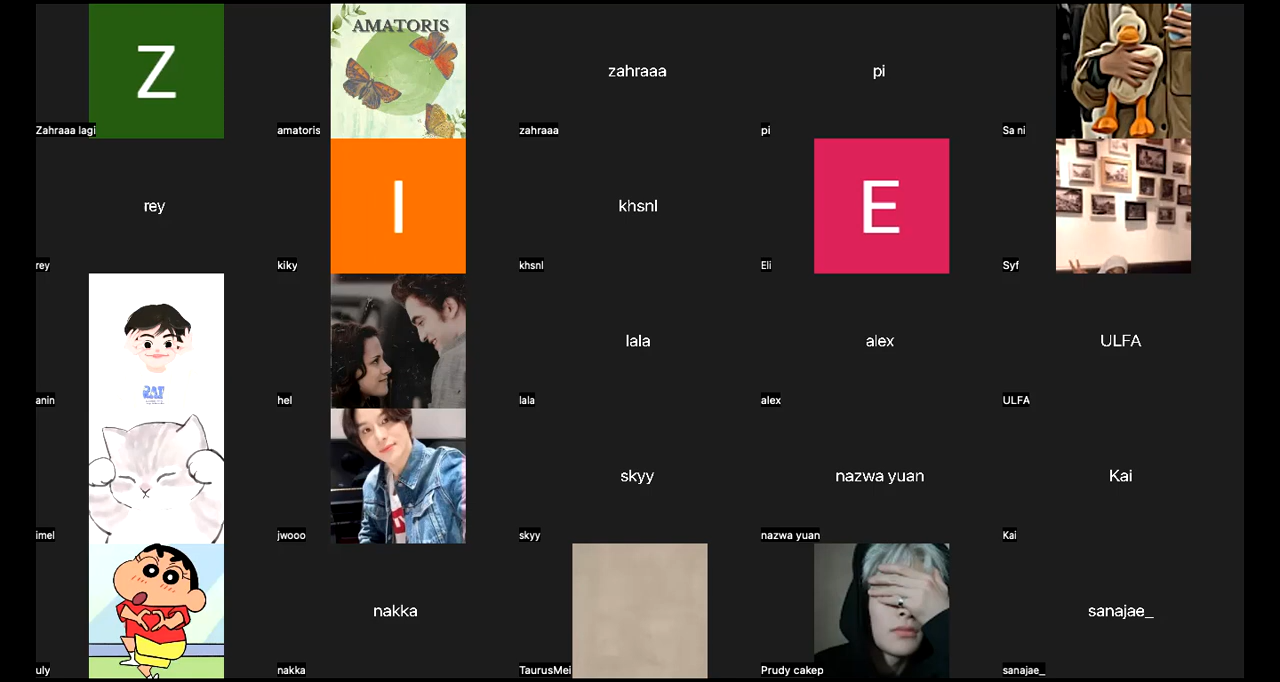 Z
AMATORIS
zahraaa
pi
Zahraaa lagi
amatoris
zahraaa
pi
Sa ni
rey
I
khsnl
E
rey
kiky
khsnl
Eli
Syf
lala
alex
ULFA
anin
hel
lala
alex
ULFA
skyy
nazwa yuan
Kai
imel
jwooo
skyy
nazwa yuan
Kai
nakka
sanajae_
uly
nakka
TaurusMei
Prudy cakep
sanajae_